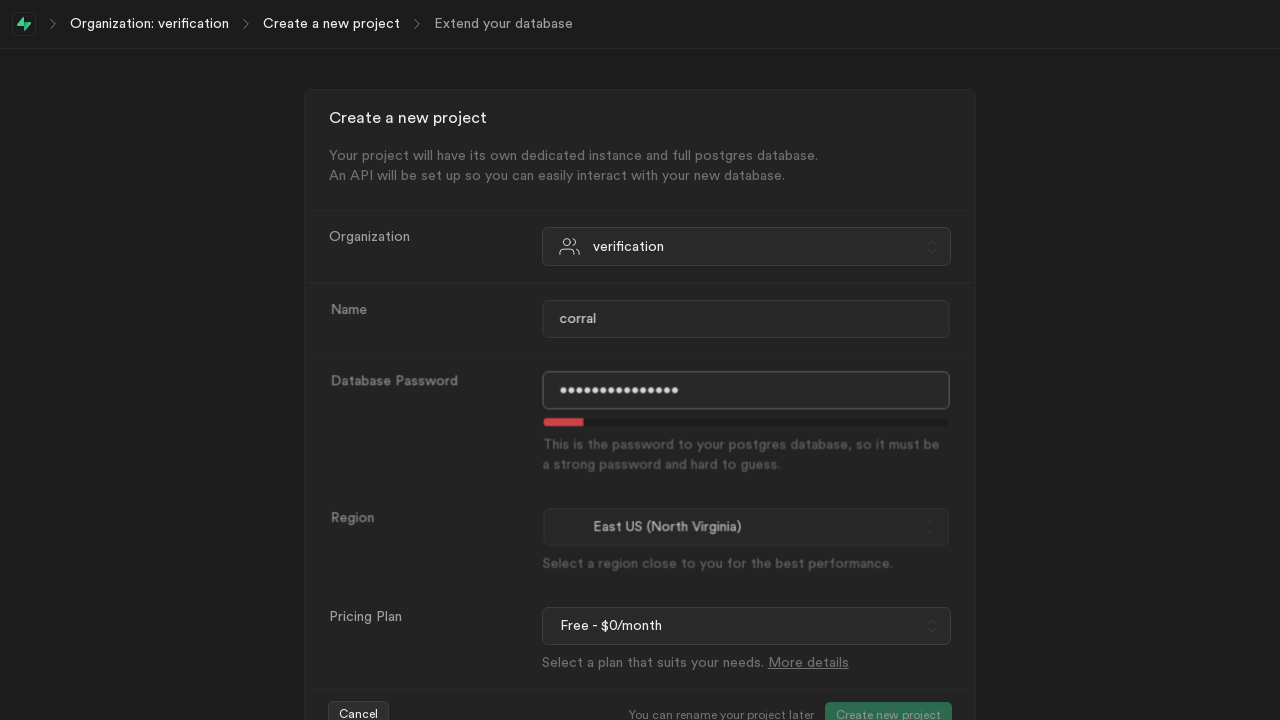 Organization: verification Create a new project Extend your database
Create a new project
Your project will have its own dedicated instance and full postgres database.
An API will be set up so you can easily interact with your new database.
Organization verification
Name corral
Database Password •••••••••••••••
This is the password to your postgres database, so it must be
a strong password and hard to guess.
Region East US (North Virginia)
Select a region close to you for the best performance.
Pricing Plan Free - $0/month
Select a plan that suits your needs. More details
Cancel You can rename your project later Create new project